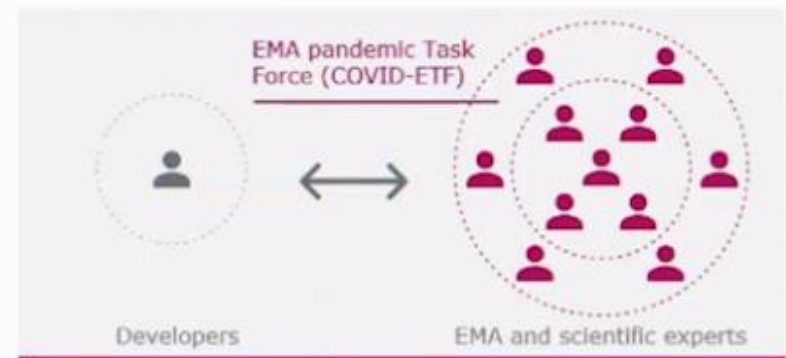 EMA pandemic Task
Force (COVID-ETF)
Developers
EMA and scientific experts